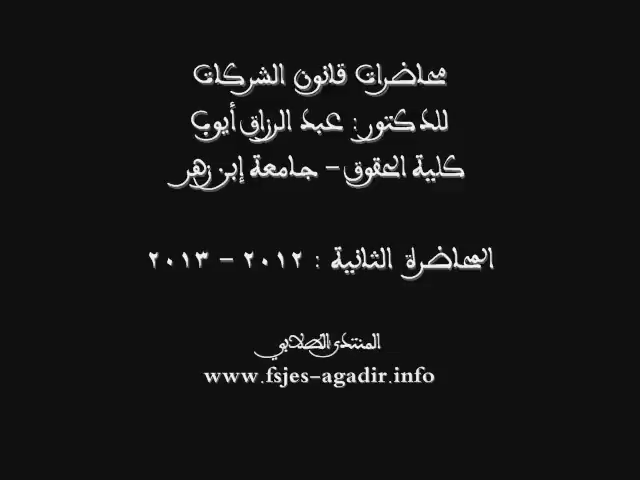 محاضرات قانون الشركات
للدكتور: عبد الرزاق أيوب
كلية الحقوق - جامعة إبن زهر
المحاضرة الثانية : ٢٠١٢ - ٢٠١٣
المنتدى الطلابي
www.fsjes-agadir.info